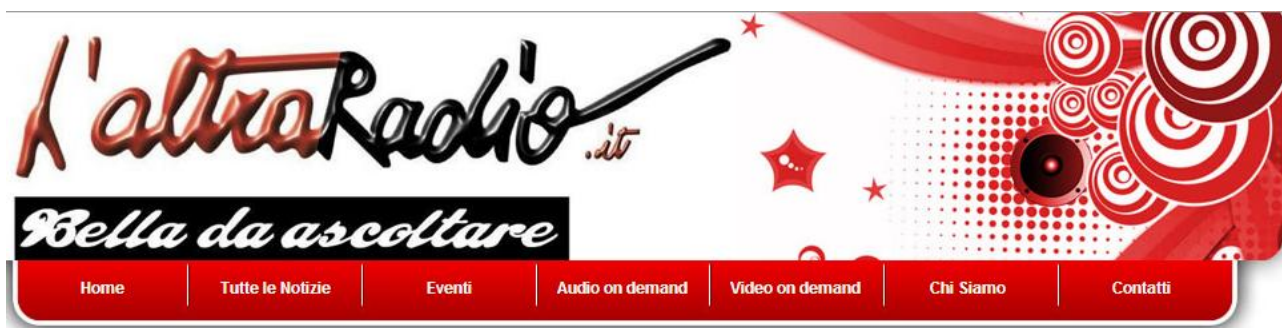 L'altraRadio.it
Bella da ascoltare
Home Tutte le Notizie Eventi Audio on demand Video on demand Chi Siamo Contatti